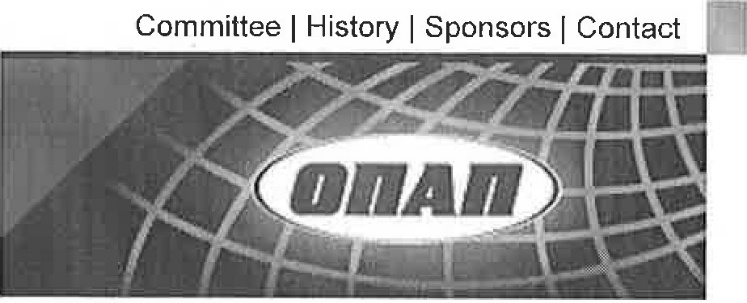 Committee | History | Sponsors | Contact
ΟΠΑΠ